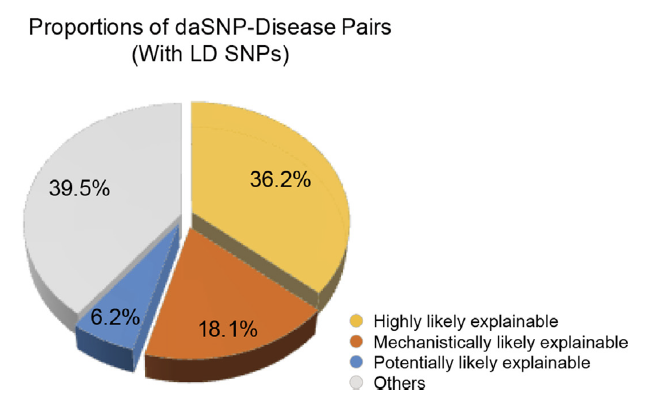 Proportions of daSNP-Disease Pairs
(With LD SNPs)
39.5%
36.2%
6.2%
18.1%
Highly likely explainable
Mechanistically likely explainable
Potentially likely explainable
Others